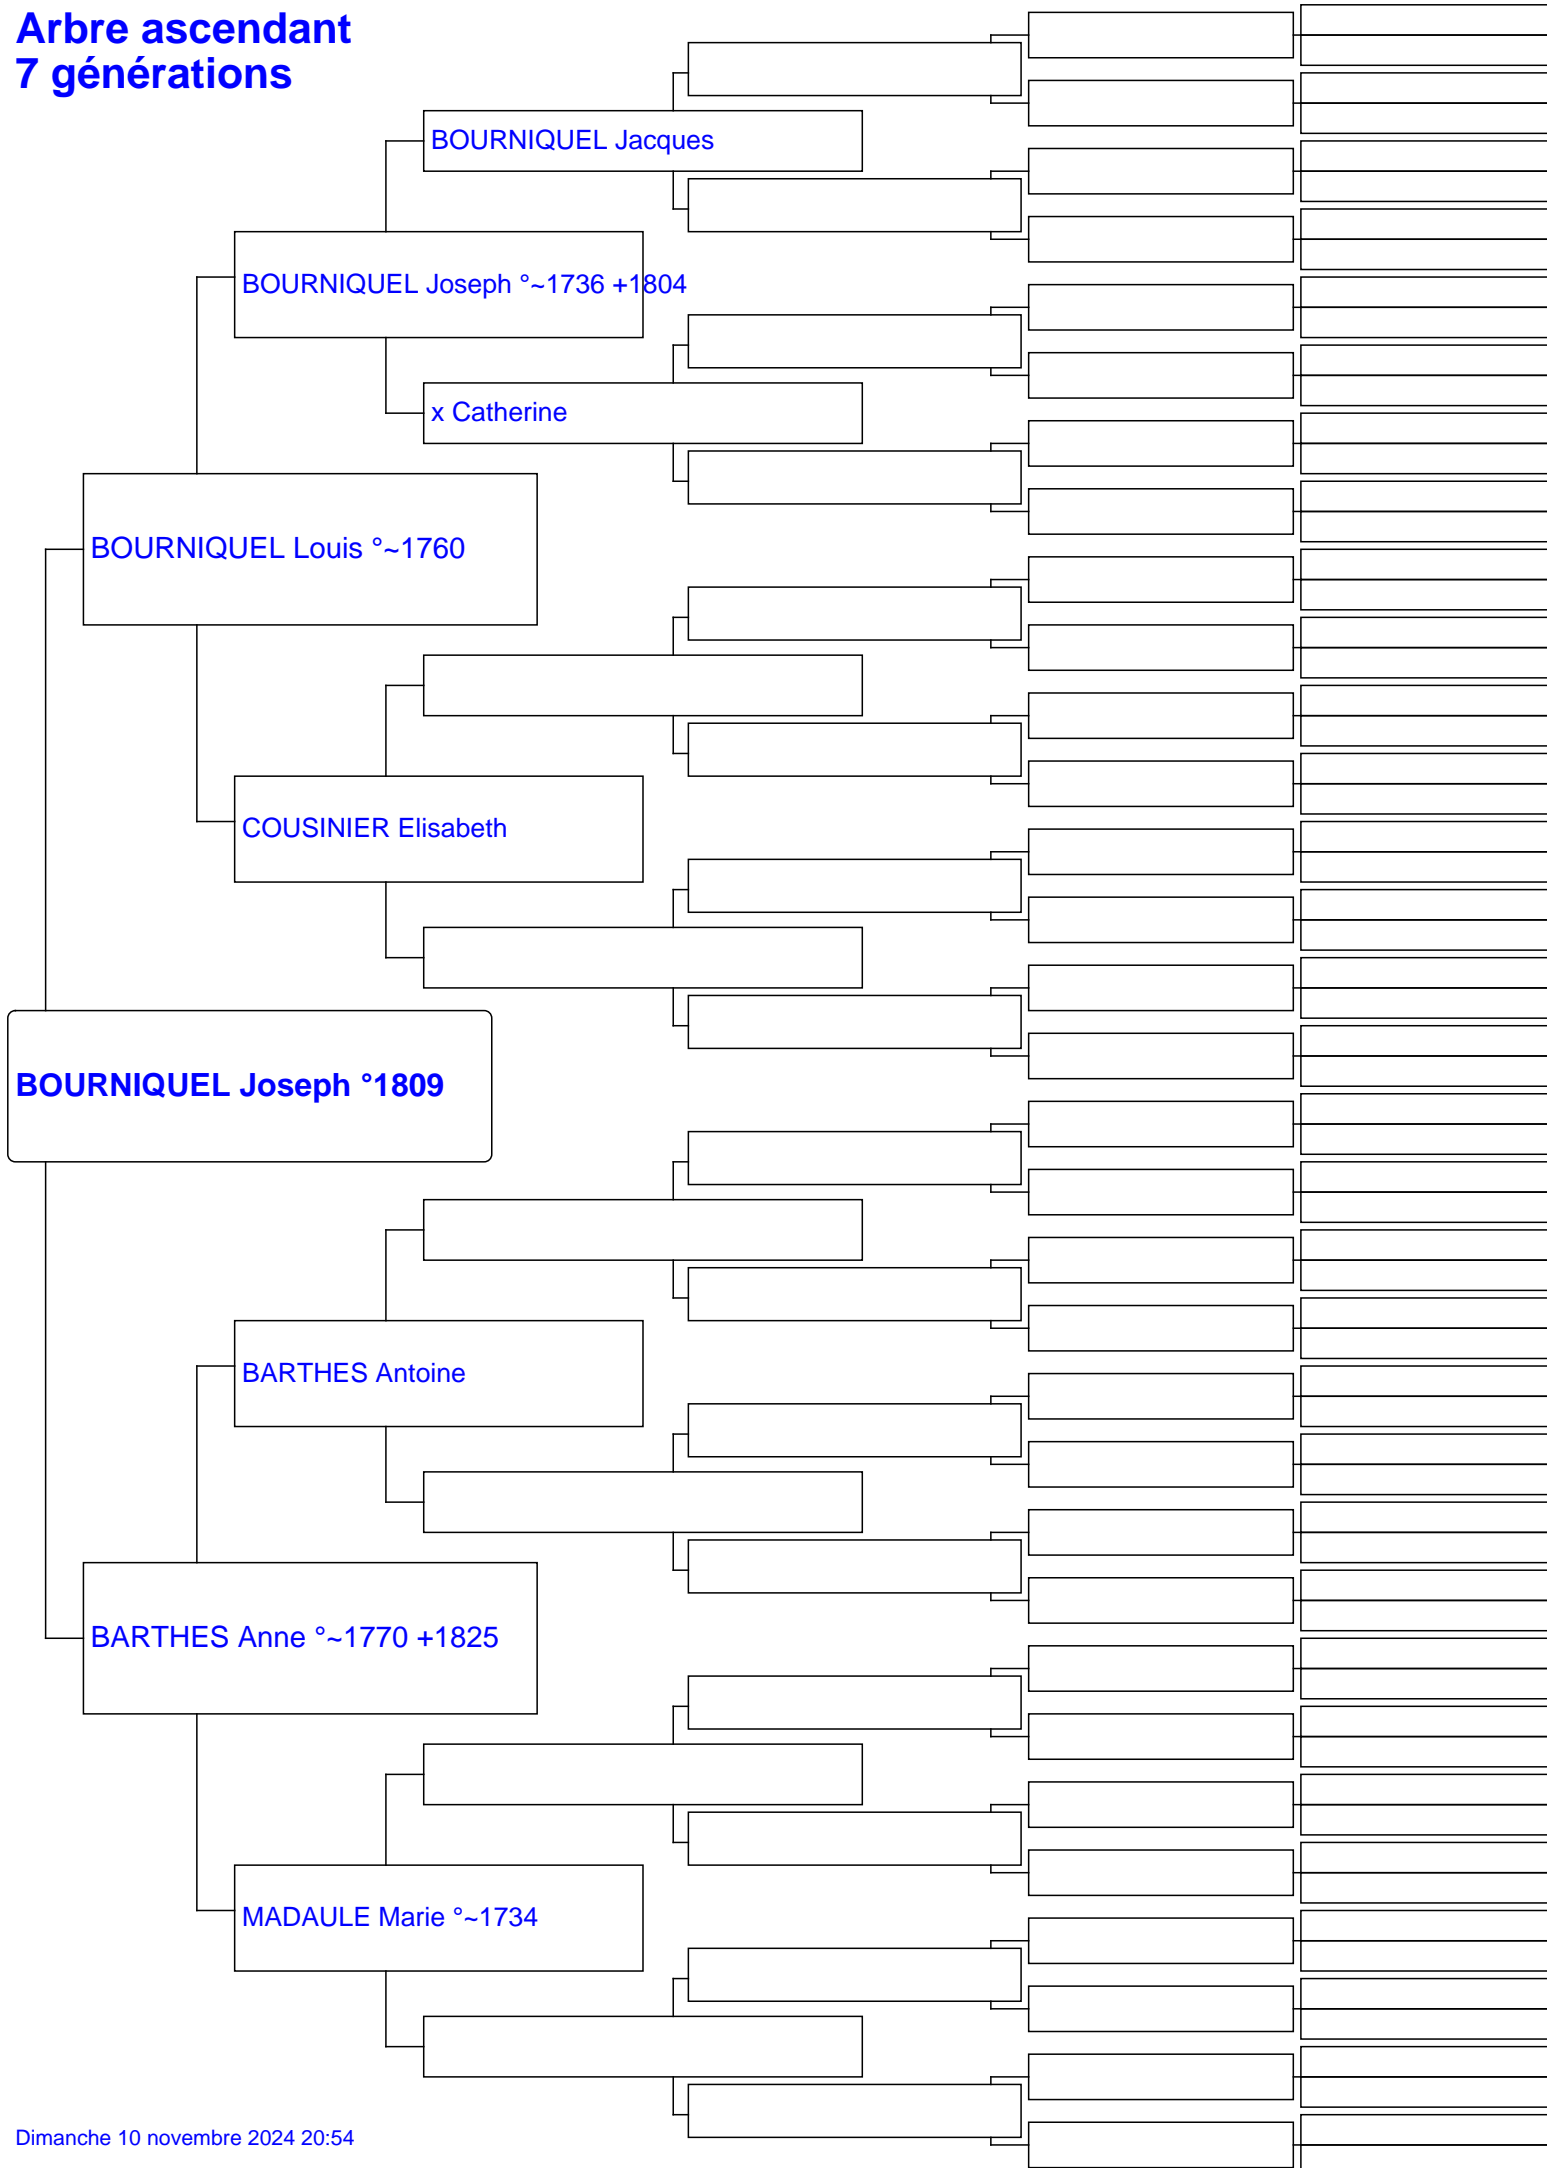 Arbre ascendant
7 générations
BOURNIQUEL Jacques
BOURNIQUEL Joseph °~1736 +1804
x Catherine
BOURNIQUEL Louis °~1760
COUSINIER Elisabeth
BOURNIQUEL Joseph °1809
BARTHES Antoine
BARTHES Anne °~1770 +1825
MADAULE Marie °~1734
Dimanche 10 novembre 2024 20:54